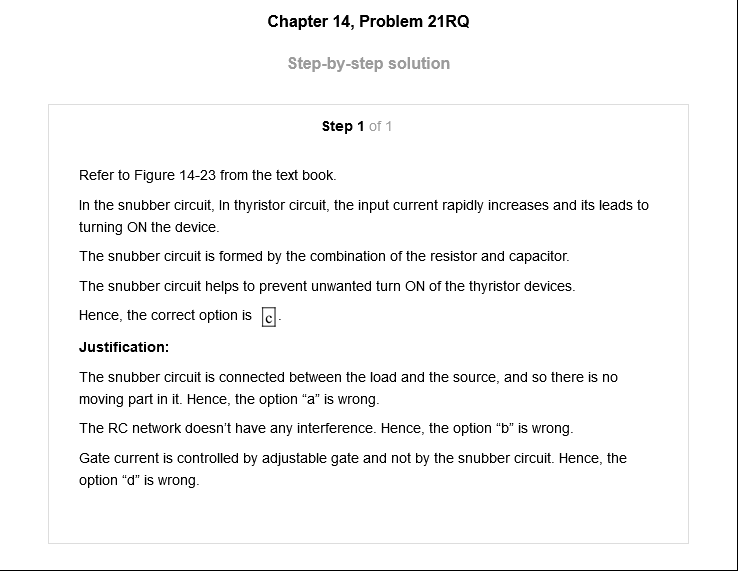 Chapter 14, Problem 21RQ
Step-by-step solution
Step 1 of 1
Refer to Figure 14-23 from the text book.
In the snubber circuit, In thyristor circuit, the input current rapidly increases and its leads to
turning ON the device.
The snubber circuit is formed by the combination of the resistor and capacitor.
The snubber circuit helps to prevent unwanted turn ON of the thyristor devices.
Hence, the correct option is c.
Justification:
The snubber circuit is connected between the load and the source, and so there is no
moving part in it. Hence, the option “a” is wrong.
The RC network doesn’t have any interference. Hence, the option “b” is wrong.
Gate current is controlled by adjustable gate and not by the snubber circuit. Hence, the
option “d” is wrong.